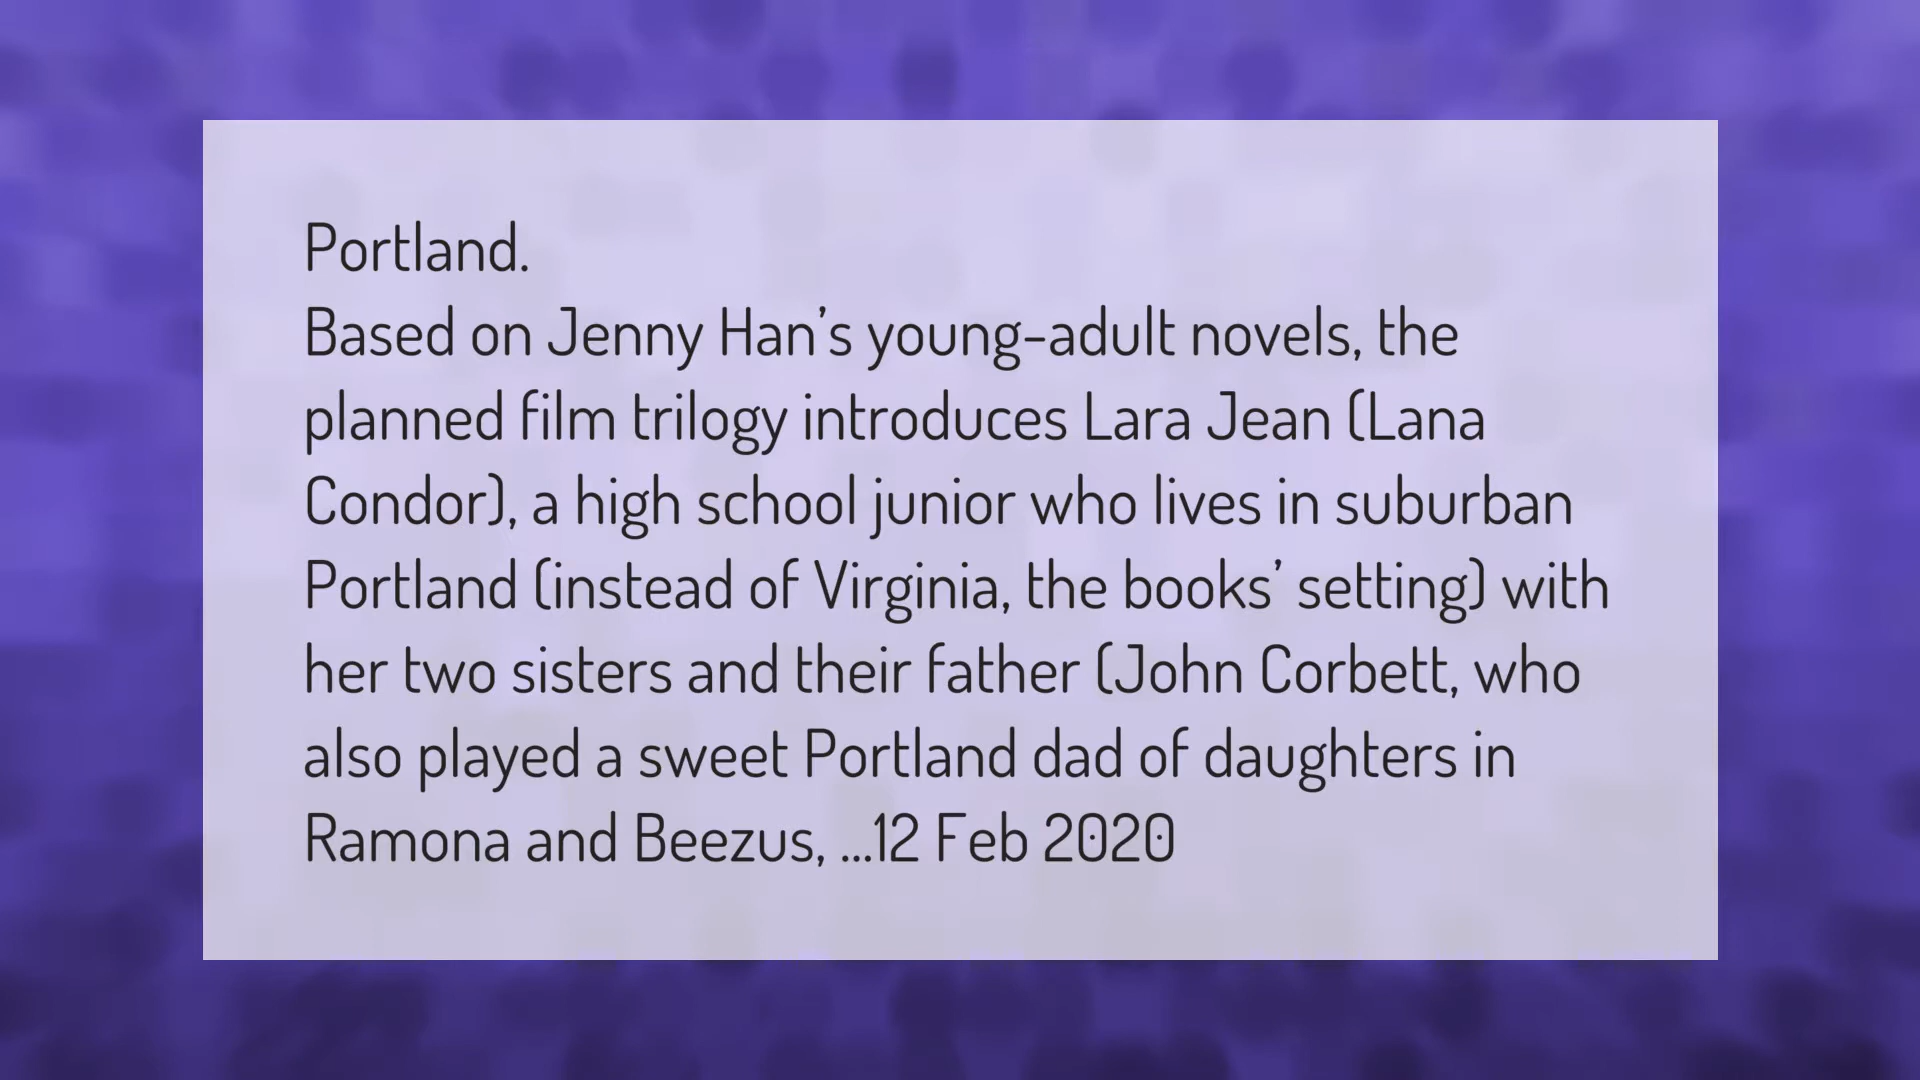 Portland.
Based on Jenny Han’s young-adult novels, the
planned film trilogy introduces Lara Jean (Lana
Condor), a high school junior who lives in suburban
Portland (instead of Virginia, the books’ setting) with
her two sisters and their father (John Corbett, who
also played a sweet Portland dad of daughters in
Ramona and Beezus, ...12 Feb 2020